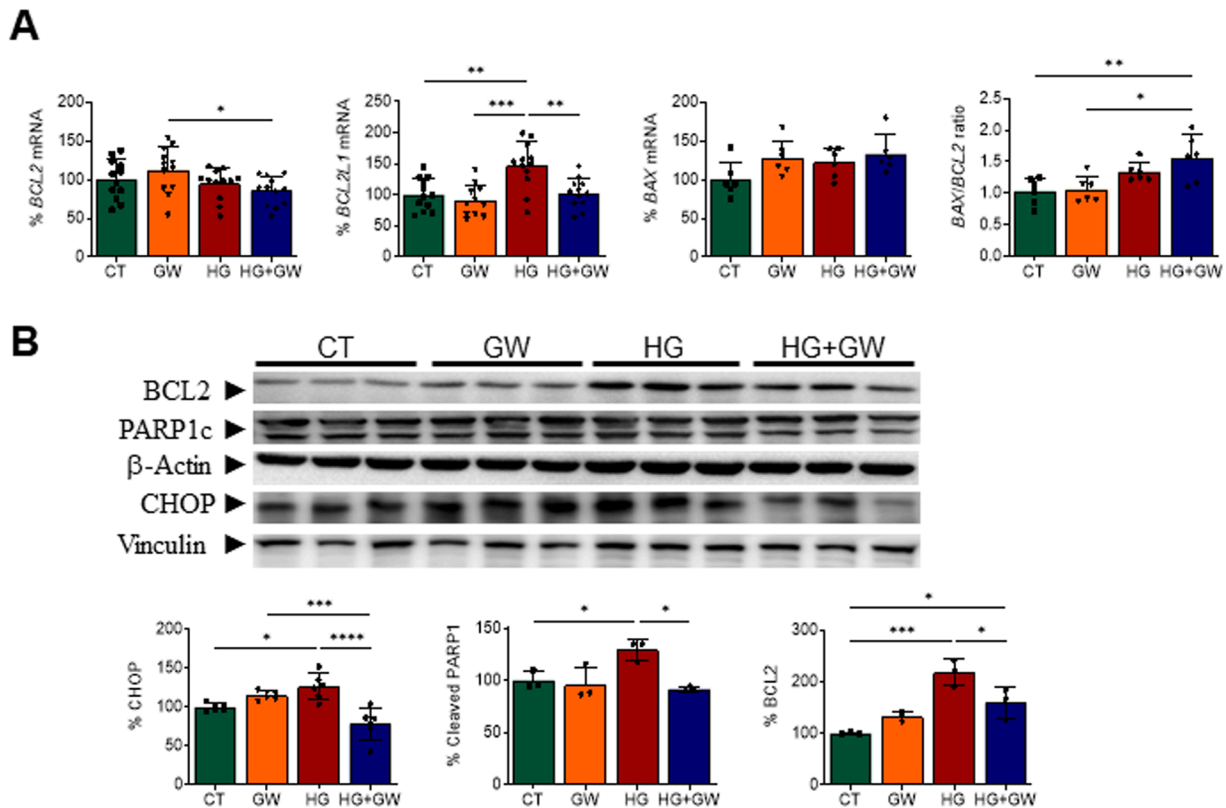 A
% BCL2 mRNA
200
150
100
50
0
*
CT GW HG HG+GW
% BCL2L1 mRNA
250
200
150
100
50
0
**
*** **
CT GW HG HG+GW
% BAX mRNA
200
150
100
50
0
CT GW HG HG+GW
BAX/BCL2 ratio
2.5
2.0
1.5
1.0
0.5
0.0
**
*
CT GW HG HG+GW
B
CT GW HG HG+GW
BCL2
PARP1c
β-Actin
CHOP
Vinculin
% CHOP
200
150
100
50
0
***
* ****
CT GW HG HG+GW
% Cleaved PARP1
150
100
50
0
* *
CT GW HG HG+GW
% BCL2
300
200
100
0
*
*** *
CT GW HG HG+GW